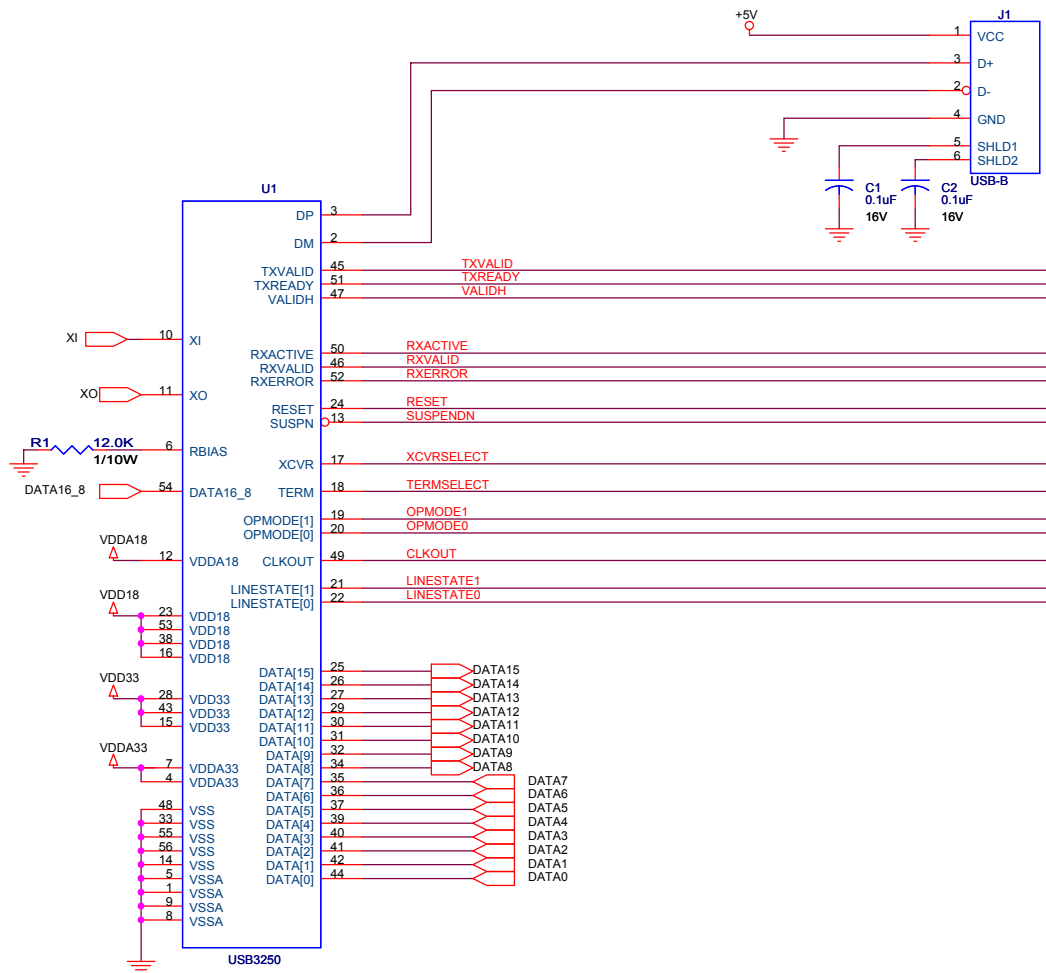 +5V
J1
1 VCC
3 D+
2 D-
4 GND
5 SHLD1
6 SHLD2
USB-B
C1
0.1uF
16V
C2
0.1uF
16V
U1
DP 3
DM 2
TXVALID 45 TXVALID
TXREADY 51 TXREADY
VALIDH 47 VALIDH
XI 10 XI
RXACTIVE 50 RXACTIVE
RXVALID 46 RXVALID
RXERROR 52 RXERROR
XO 11 XO
RESET 24 RESET
SUSPN 13 SUSPENDN
R1 12.0K 6 RBIAS
1/10W
XCVR 17 XCVRSELECT
DATA16_8 54 DATA16_8
TERM 18 TERMSELECT
OPMODE[1] 19 OPMODE1
OPMODE[0] 20 OPMODE0
VDDA18
12 VDDA18
CLKOUT 49 CLKOUT
LINESTATE[1] 21 LINESTATE1
LINESTATE[0] 22 LINESTATE0
VDD18
23 VDD18
53 VDD18
38 VDD18
16 VDD18
VDD33
28 VDD33
43 VDD33
15 VDD33
VDDA33
7 VDDA33
4 VDDA33
48 VSS
33 VSS
55 VSS
56 VSS
14 VSS
5 VSSA
1 VSSA
9 VSSA
8 VSSA
DATA[15] 25 DATA15
DATA[14] 26 DATA14
DATA[13] 27 DATA13
DATA[12] 29 DATA12
DATA[11] 30 DATA11
DATA[10] 31 DATA10
DATA[9] 32 DATA9
DATA[8] 34 DATA8
DATA[7] 35 DATA7
DATA[6] 36 DATA6
DATA[5] 37 DATA5
DATA[4] 39 DATA4
DATA[3] 40 DATA3
DATA[2] 41 DATA2
DATA[1] 42 DATA1
DATA[0] 44 DATA0
USB3250